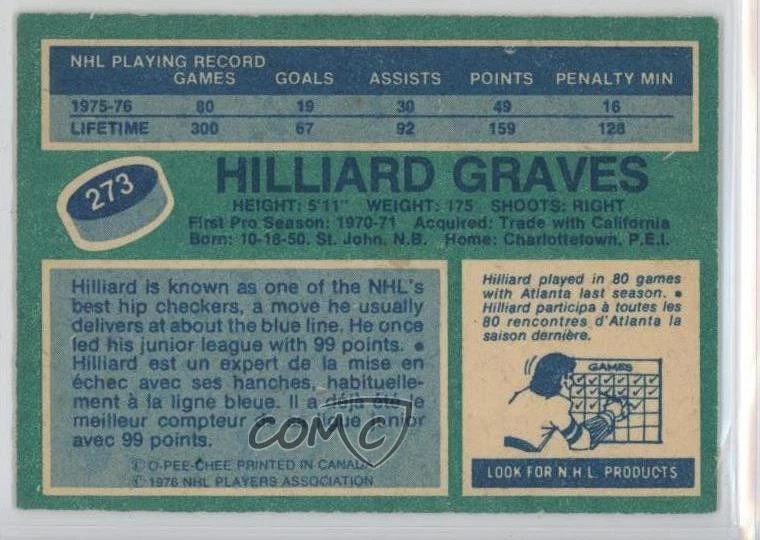 NHL PLAYING RECORD
GAMES GOALS ASSISTS POINTS PENALTY MIN
1975-76 80 19 30 49 16
LIFETIME 300 67 92 159 128
273
HILLIARD GRAVES
HEIGHT: 5'11" WEIGHT: 175 SHOOTS: RIGHT
First Pro Season: 1970-71 Acquired: Trade with California
Born: 10-18-50. St. John, N.B. Home: Charlottetown, P.E.I.
Hilliard is known as one of the NHL's
best hip checkers, a move he usually
delivers at about the blue line. He once
led his junior league with 99 points. •
Hilliard est un expert de la mise en
échec avec ses hanches, habituelle-
ment à la ligne bleue. Il a déjà été le
meilleur compteur de sa ligue junior
avec 99 points.
© O-PEE-CHEE PRINTED IN CANADA
© 1976 NHL PLAYERS ASSOCIATION
Hilliard played in 80 games
with Atlanta last season. •
Hilliard participa à toutes les
80 rencontres d'Atlanta la
saison dernière.
GAMES
LOOK FOR N.H.L. PRODUCTS
COMC